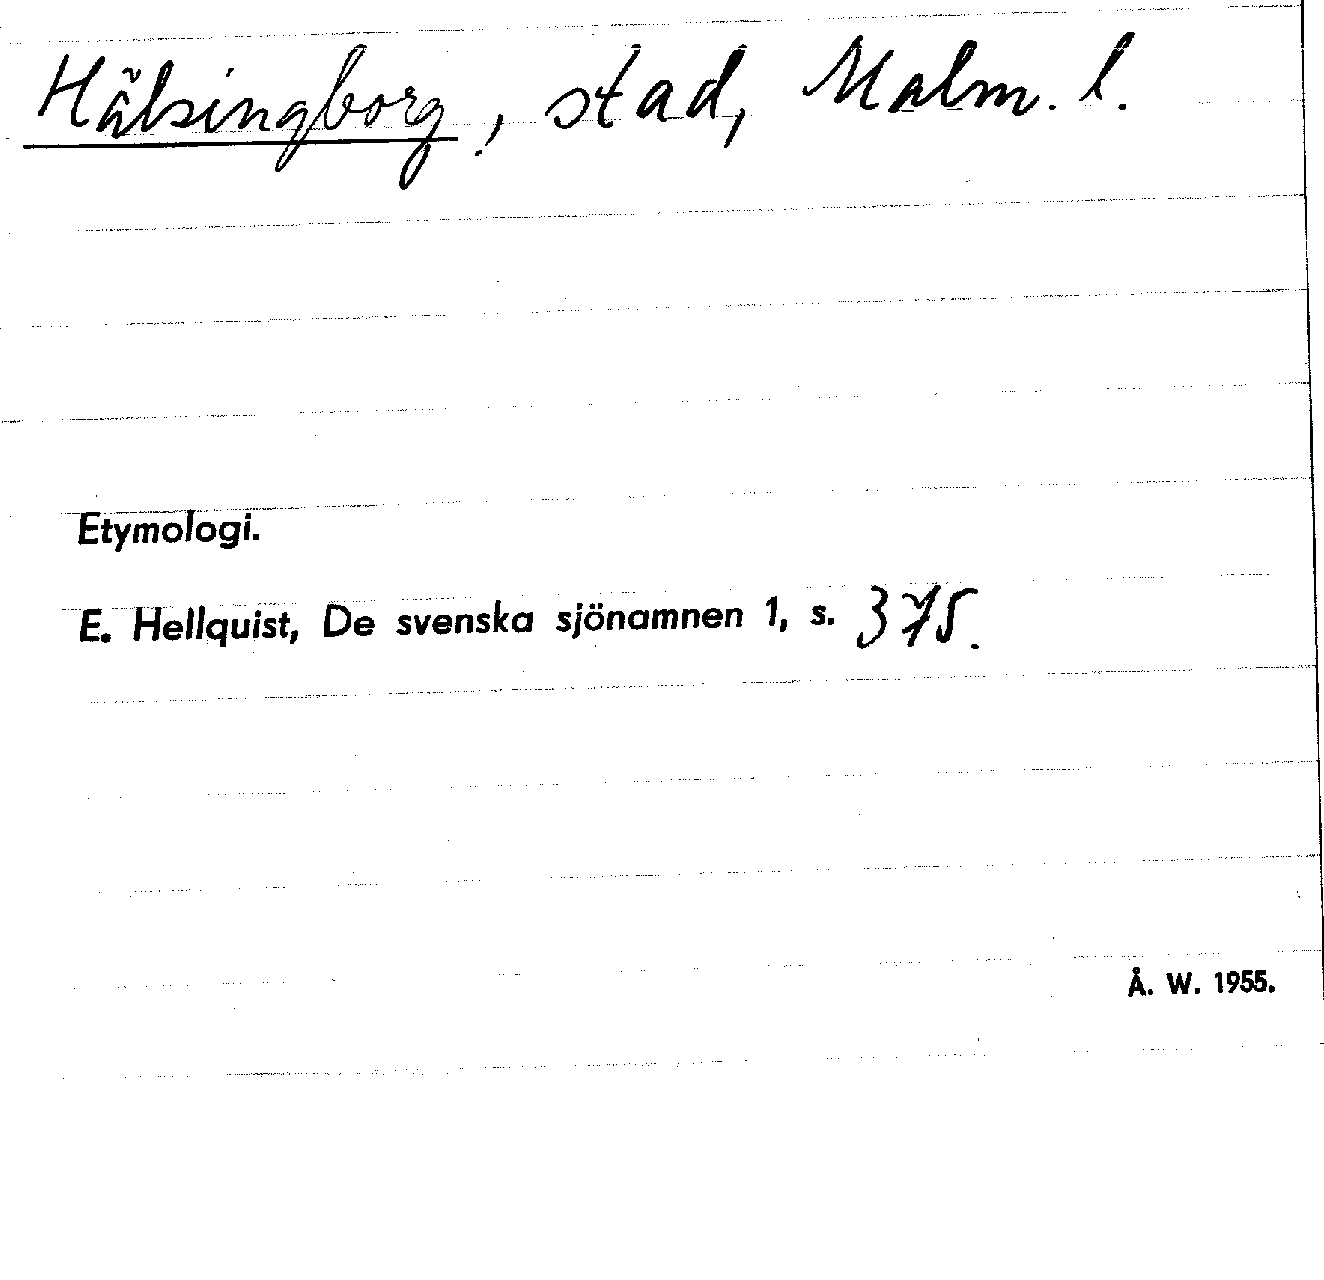 Hälsingborg, stad, Malm. l.
Etymologi.
E. Hellquist, De svenska sjönamnen 1, s. 375.
Å. W. 1955.